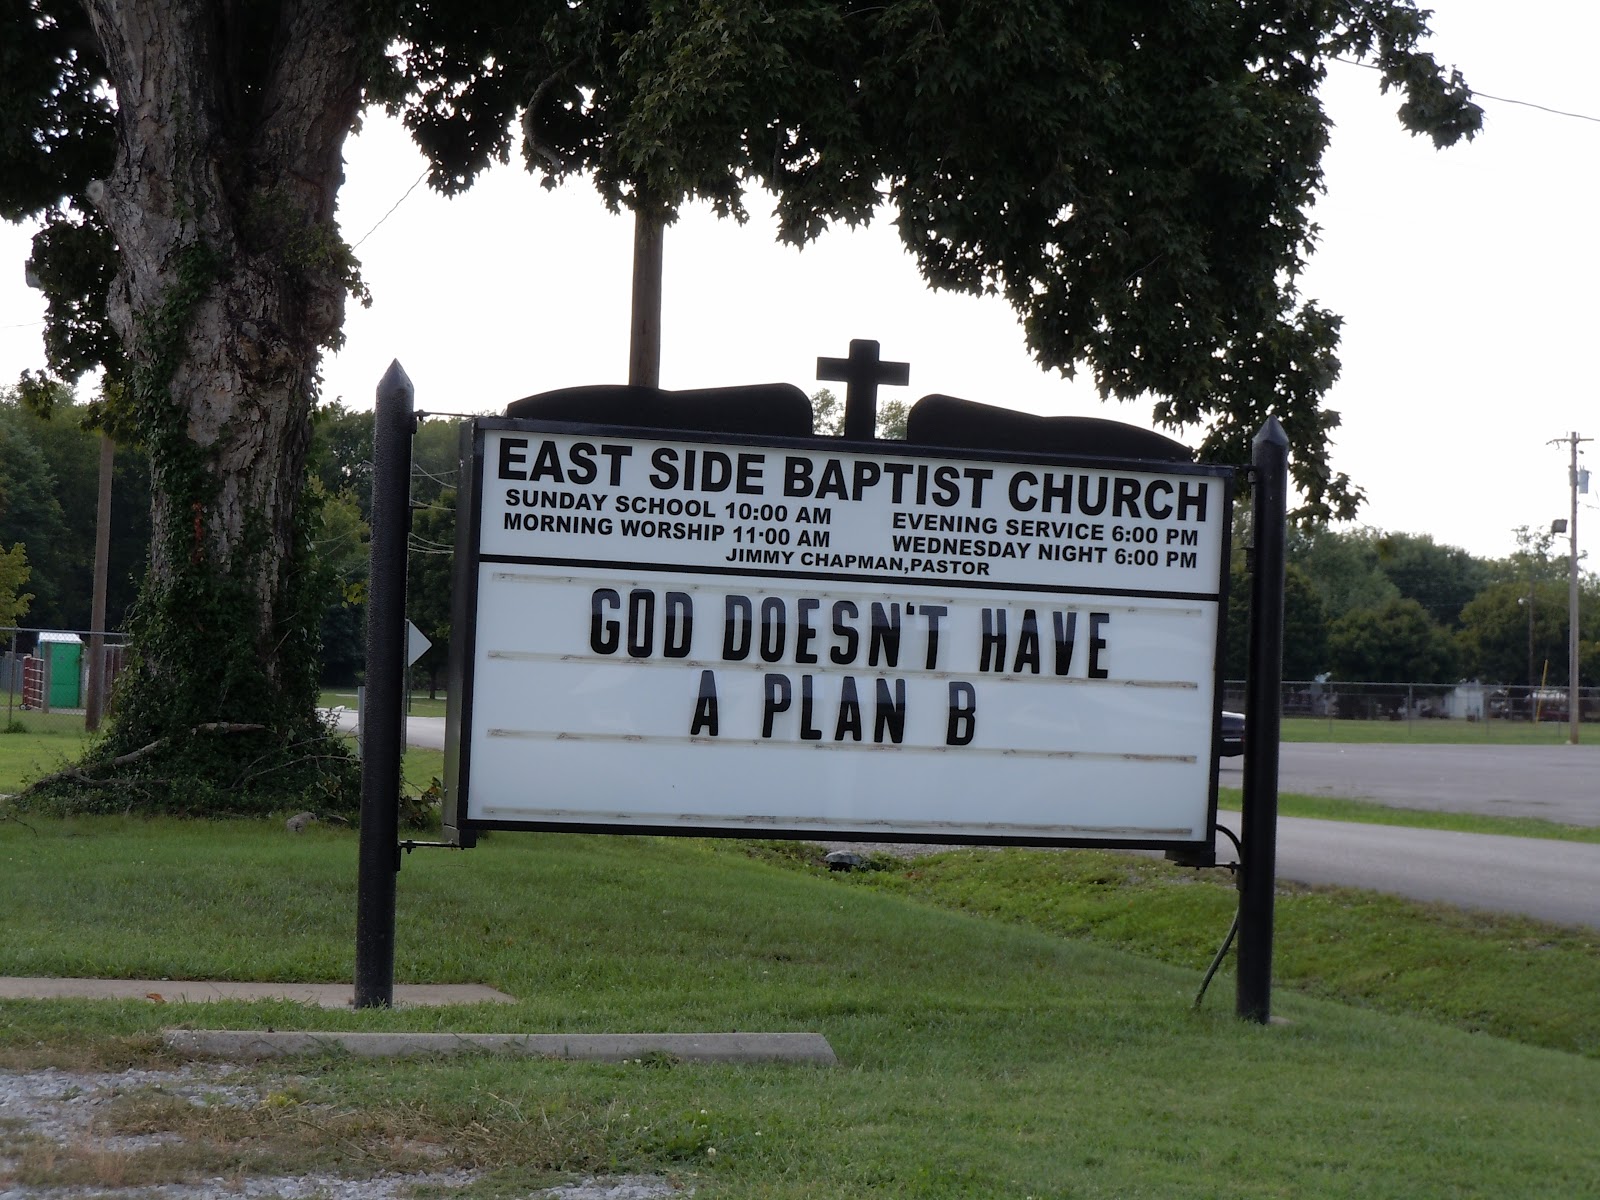 EAST SIDE BAPTIST CHURCH
SUNDAY SCHOOL 10:00 AM
MORNING WORSHIP 11:00 AM
EVENING SERVICE 6:00 PM
WEDNESDAY NIGHT 6:00 PM
JIMMY CHAPMAN,PASTOR
GOD DOESN'T HAVE
A PLAN B